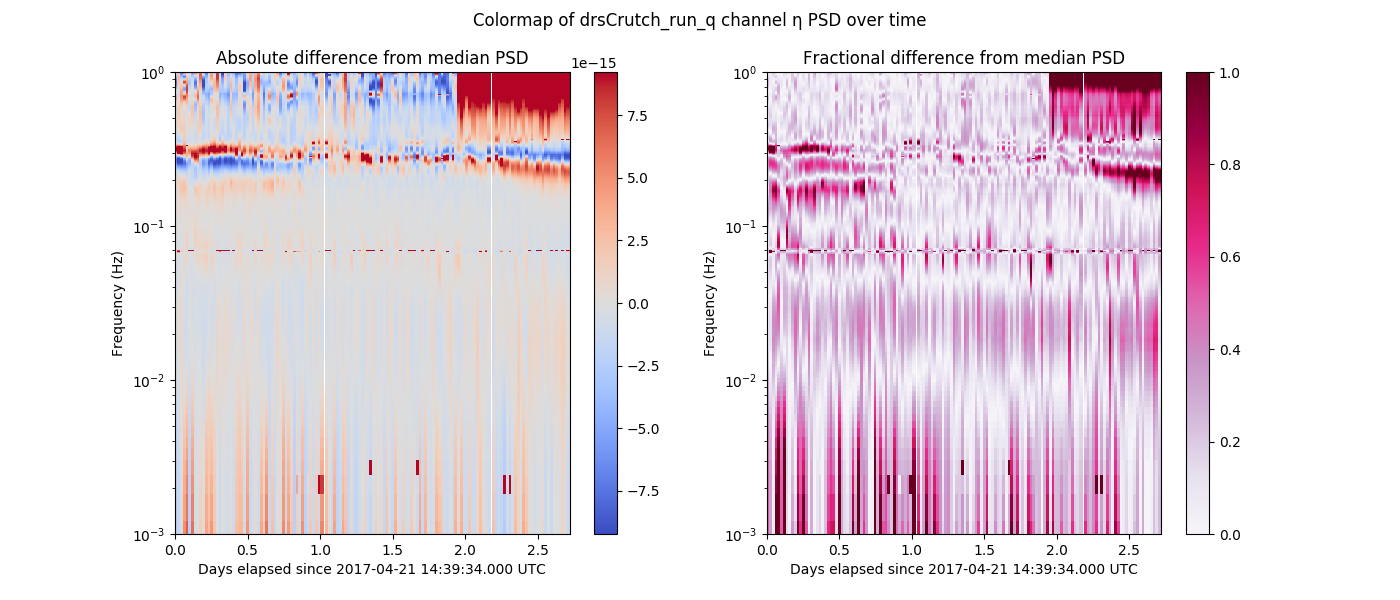 Colormap of drsCrutch_run_q channel η PSD over time
Absolute difference from median PSD
1e−15
Fractional difference from median PSD
10⁰
10⁻¹
10⁻²
10⁻³
Frequency (Hz)
0.0 0.5 1.0 1.5 2.0 2.5
Days elapsed since 2017-04-21 14:39:34.000 UTC
7.5
5.0
2.5
0.0
−2.5
−5.0
−7.5
10⁰
10⁻¹
10⁻²
10⁻³
Frequency (Hz)
0.0 0.5 1.0 1.5 2.0 2.5
Days elapsed since 2017-04-21 14:39:34.000 UTC
1.0
0.8
0.6
0.4
0.2
0.0